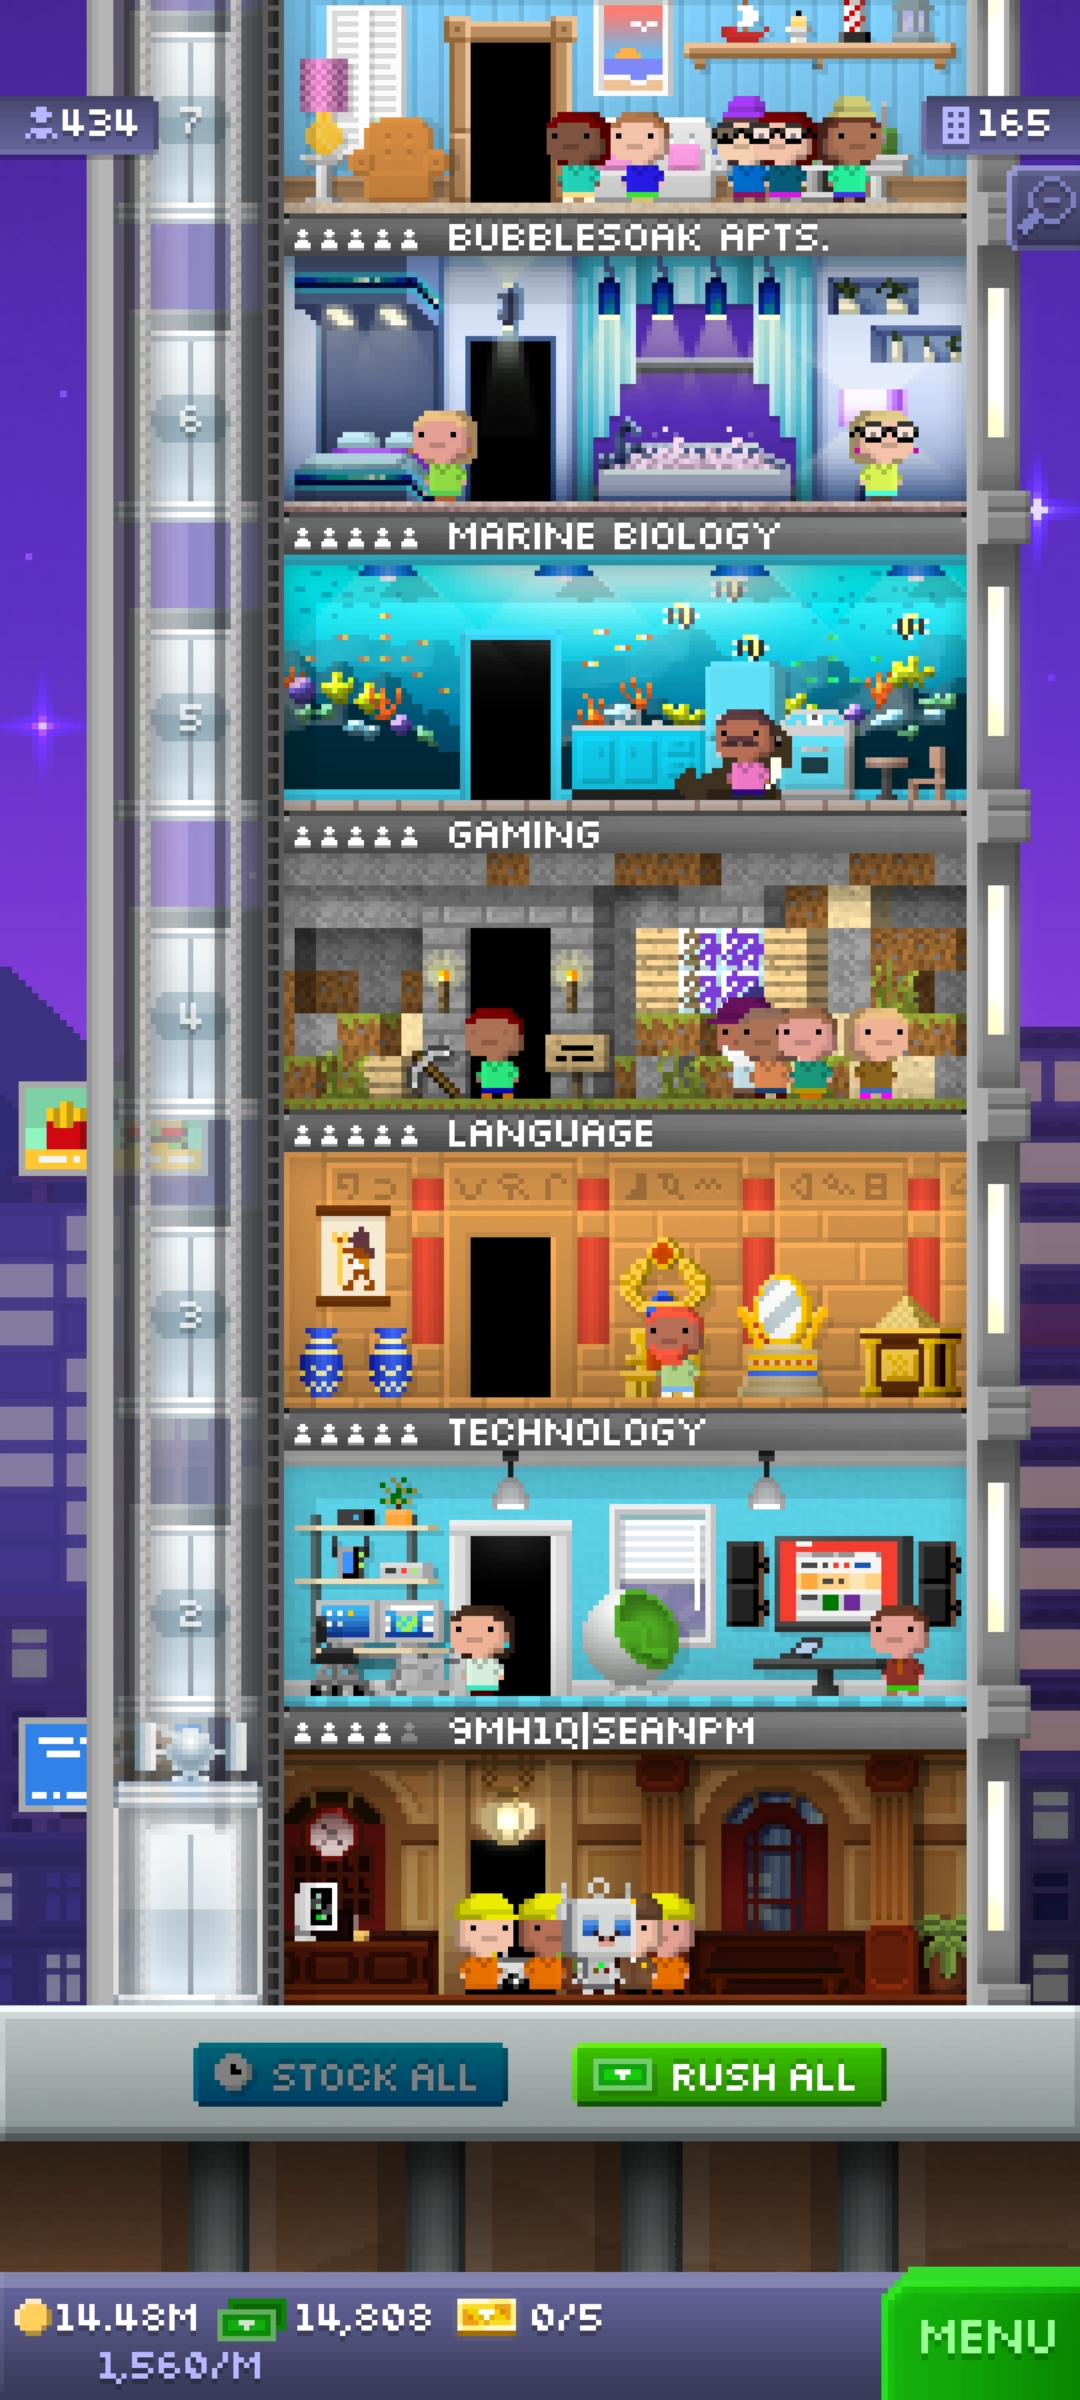 7
434
165
BUBBLESOAK APTS.
6
MARINE BIOLOGY
5
GAMING
4
LANGUAGE
3
TECHNOLOGY
2
9MH1Q|SEANPM
STOCK ALL
RUSH ALL
14.48M
14,808
0/5
1,560/M
MENU